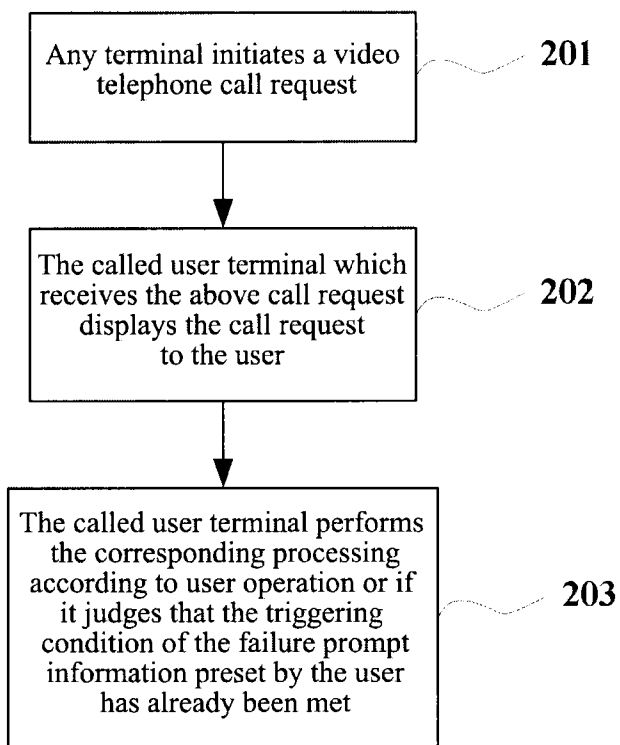 Any terminal initiates a video
telephone call request
201
The called user terminal which
receives the above call request
displays the call request
to the user
202
The called user terminal performs
the corresponding processing
according to user operation or if
it judges that the triggering
condition of the failure prompt
information preset by the user
has already been met
203